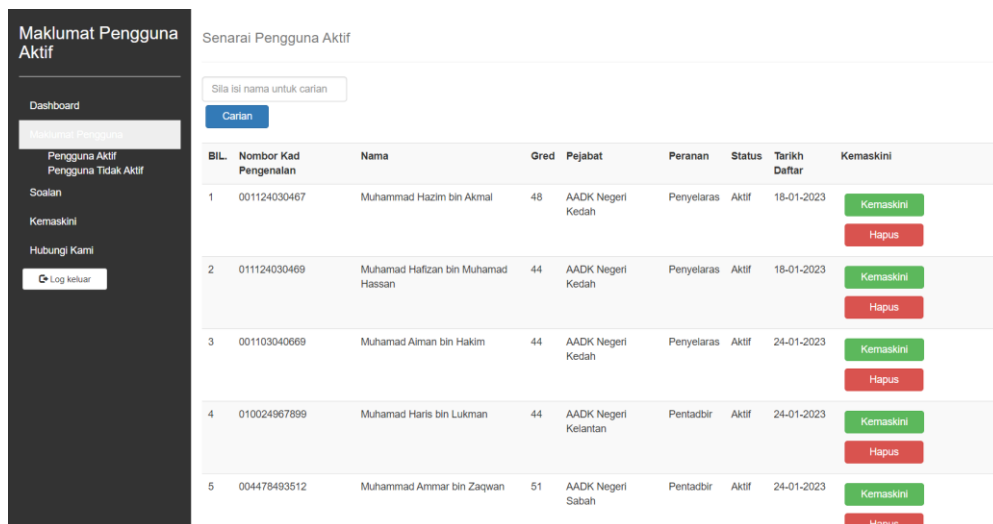 Maklumat Pengguna
Aktif
Dashboard
Maklumat Pengguna
Pengguna Aktif
Pengguna Tidak Aktif
Soalan
Kemaskini
Hubungi Kami
Log keluar
Senarai Pengguna Aktif
Sila isi nama untuk carian
Carian
BIL. Nombor Kad Pengenalan Nama Gred Pejabat Peranan Status Tarikh Daftar Kemaskini
1 001124030467 Muhammad Hazim bin Akmal 48 AADK Negeri Kedah Penyelaras Aktif 18-01-2023 Kemaskini
Hapus
2 011124030469 Muhamad Hafizan bin Muhamad Hassan 44 AADK Negeri Kedah Penyelaras Aktif 18-01-2023 Kemaskini
Hapus
3 001103040669 Muhamad Aiman bin Hakim 44 AADK Negeri Kedah Penyelaras Aktif 24-01-2023 Kemaskini
Hapus
4 010024967899 Muhamad Haris bin Lukman 44 AADK Negeri Kelantan Pentadbir Aktif 24-01-2023 Kemaskini
Hapus
5 004478493512 Muhammad Ammar bin Zaqwan 51 AADK Negeri Sabah Pentadbir Aktif 24-01-2023 Kemaskini
Hapus